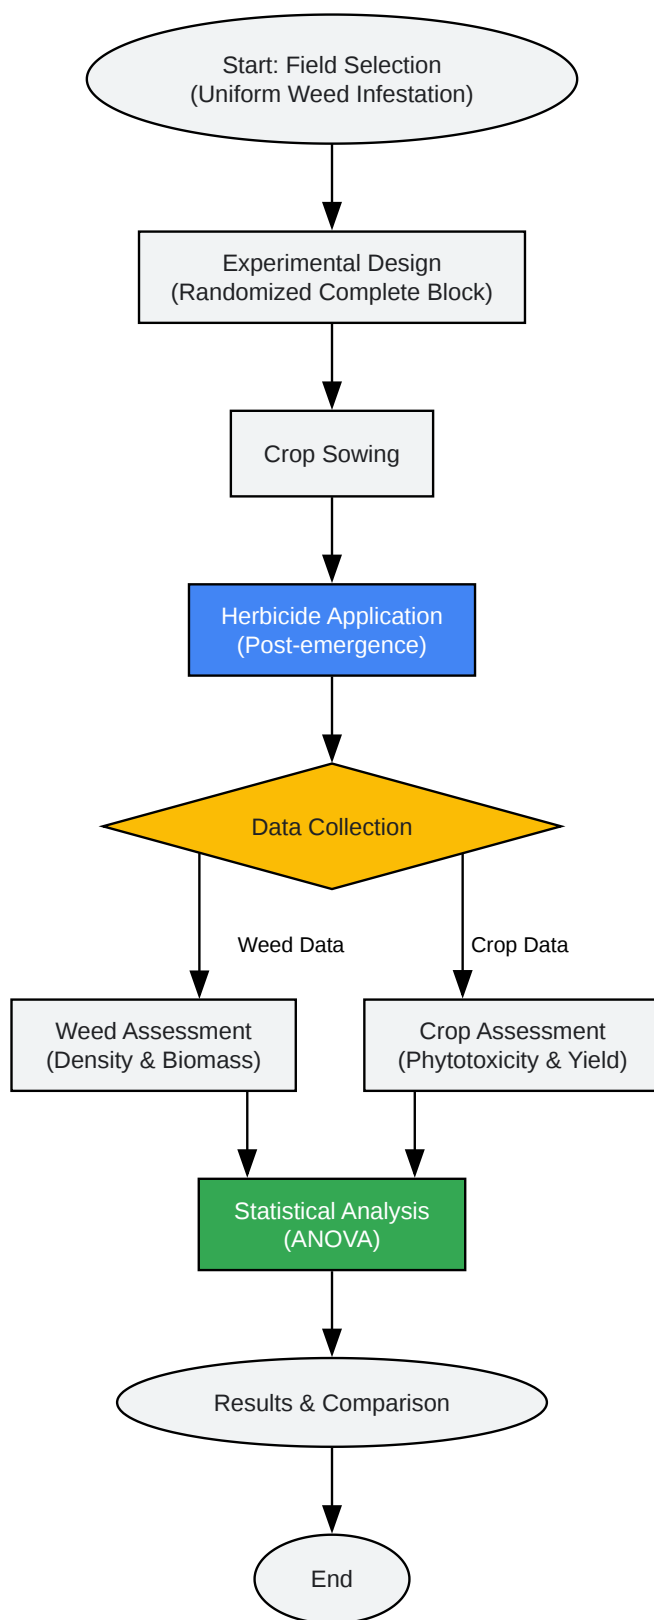 Start: Field Selection
(Uniform Weed Infestation)
Experimental Design
(Randomized Complete Block)
Crop Sowing
Herbicide Application
(Post-emergence)
Data Collection
Weed Data
Crop Data
Weed Assessment
(Density & Biomass)
Crop Assessment
(Phytotoxicity & Yield)
Statistical Analysis
(ANOVA)
Results & Comparison
End